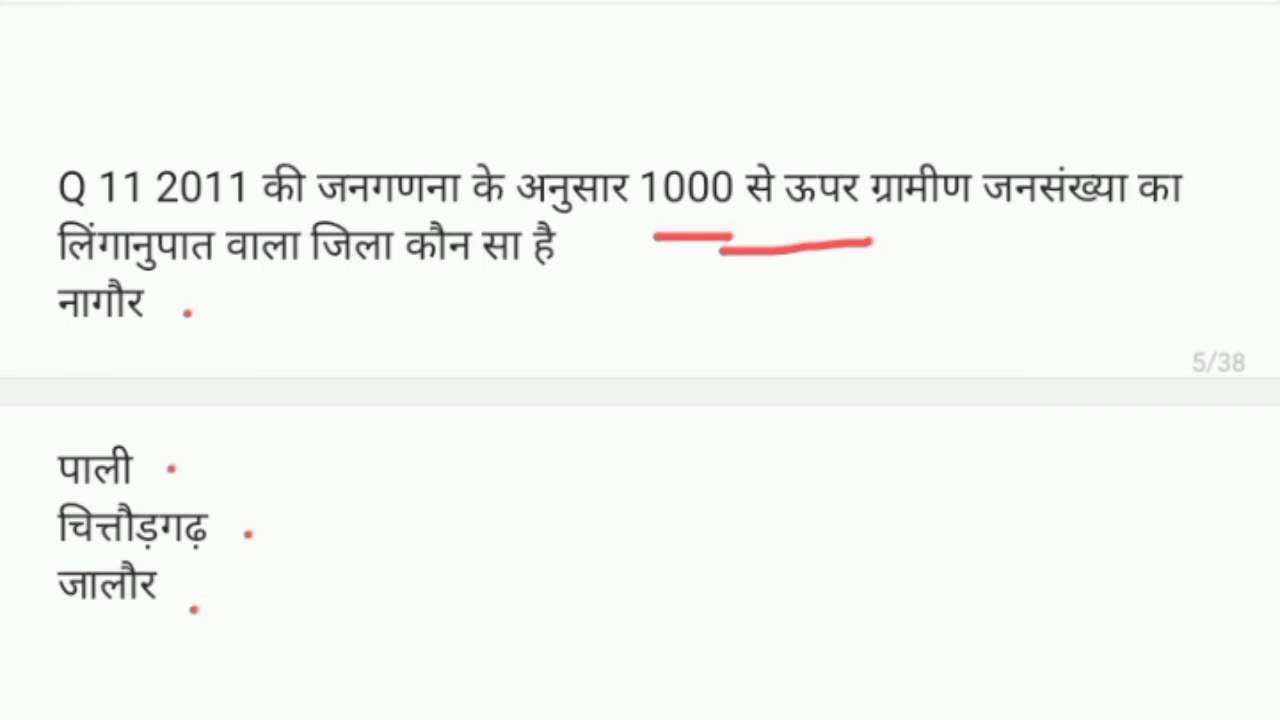 Q 11 2011 की जनगणना के अनुसार 1000 से ऊपर ग्रामीण जनसंख्या का
लिंगानुपात वाला जिला कौन सा है
नागौर
5/38
पाली
चित्तौड़गढ़
जालौर